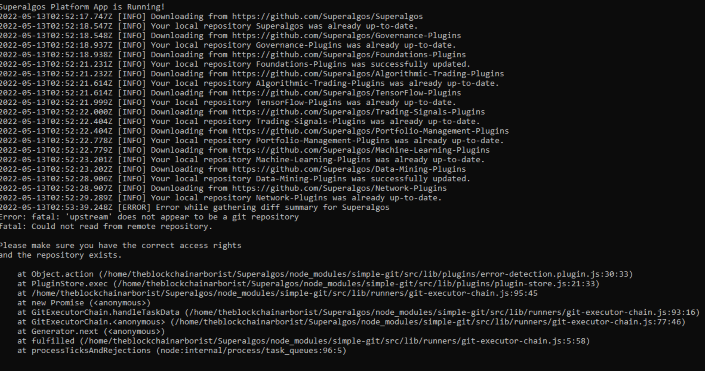 Superalgos Platform App is Running!
2022-05-13T02:52:17.747Z [INFO] Downloading from https://github.com/Superalgos/Superalgos
2022-05-13T02:52:18.547Z [INFO] Your local repository Superalgos was already up-to-date.
2022-05-13T02:52:18.548Z [INFO] Downloading from https://github.com/Superalgos/Governance-Plugins
2022-05-13T02:52:18.937Z [INFO] Your local repository Governance-Plugins was already up-to-date.
2022-05-13T02:52:18.938Z [INFO] Downloading from https://github.com/Superalgos/Foundations-Plugins
2022-05-13T02:52:21.231Z [INFO] Your local repository Foundations-Plugins was successfully updated.
2022-05-13T02:52:21.232Z [INFO] Downloading from https://github.com/Superalgos/Algorithmic-Trading-Plugins
2022-05-13T02:52:21.614Z [INFO] Your local repository Algorithmic-Trading-Plugins was already up-to-date.
2022-05-13T02:52:21.614Z [INFO] Downloading from https://github.com/Superalgos/TensorFlow-Plugins
2022-05-13T02:52:21.999Z [INFO] Your local repository TensorFlow-Plugins was already up-to-date.
2022-05-13T02:52:22.000Z [INFO] Downloading from https://github.com/Superalgos/Trading-Signals-Plugins
2022-05-13T02:52:22.404Z [INFO] Your local repository Trading-Signals-Plugins was already up-to-date.
2022-05-13T02:52:22.404Z [INFO] Downloading from https://github.com/Superalgos/Portfolio-Management-Plugins
2022-05-13T02:52:22.778Z [INFO] Your local repository Portfolio-Management-Plugins was already up-to-date.
2022-05-13T02:52:22.779Z [INFO] Downloading from https://github.com/Superalgos/Machine-Learning-Plugins
2022-05-13T02:52:23.201Z [INFO] Your local repository Machine-Learning-Plugins was already up-to-date.
2022-05-13T02:52:23.202Z [INFO] Downloading from https://github.com/Superalgos/Data-Mining-Plugins
2022-05-13T02:52:28.906Z [INFO] Your local repository Data-Mining-Plugins was successfully updated.
2022-05-13T02:52:28.907Z [INFO] Downloading from https://github.com/Superalgos/Network-Plugins
2022-05-13T02:52:29.289Z [INFO] Your local repository Network-Plugins was already up-to-date.
2022-05-13T02:53:39.248Z [ERROR] Error while gathering diff summary for Superalgos
Error: fatal: 'upstream' does not appear to be a git repository
fatal: Could not read from remote repository.
Please make sure you have the correct access rights
and the repository exists.
at Object.action (/home/theblockchainarborist/Superalgos/node_modules/simple-git/src/lib/plugins/error-detection.plugin.js:30:33)
at PluginStore.exec (/home/theblockchainarborist/Superalgos/node_modules/simple-git/src/lib/plugins/plugin-store.js:21:33)
at /home/theblockchainarborist/Superalgos/node_modules/simple-git/src/lib/runners/git-executor-chain.js:95:45
at new Promise (<anonymous>)
at GitExecutorChain.handleTaskData (/home/theblockchainarborist/Superalgos/node_modules/simple-git/src/lib/runners/git-executor-chain.js:93:16)
at GitExecutorChain.<anonymous> (/home/theblockchainarborist/Superalgos/node_modules/simple-git/src/lib/runners/git-executor-chain.js:77:46)
at Generator.next (<anonymous>)
at fulfilled (/home/theblockchainarborist/Superalgos/node_modules/simple-git/src/lib/runners/git-executor-chain.js:5:58)
at processTicksAndRejections (node:internal/process/task_queues:96:5)